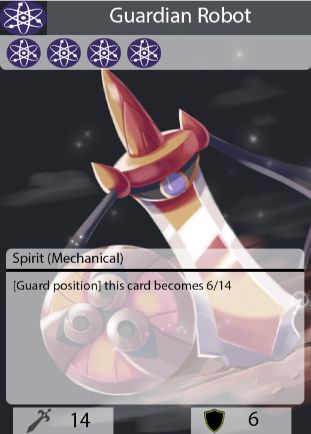 Guardian Robot
Spirit (Mechanical)
[Guard position] this card becomes 6/14
14
6